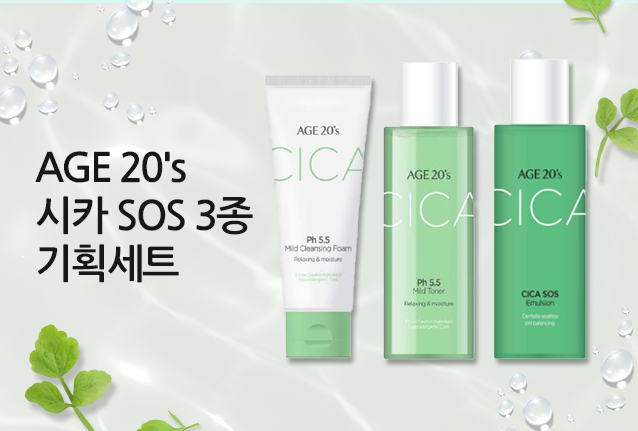 AGE 20's
시카 SOS 3종
기획세트
AGE 20's
CICA
Ph 5.5
Mild Cleansing Foam
Relaxing & moisture
AGE 20's
CICA
Ph 5.5
Mild Toner
Relaxing & moisture
AGE 20's
CICA
CICA SOS
Emulsion
Centella asiatica
pH balancing